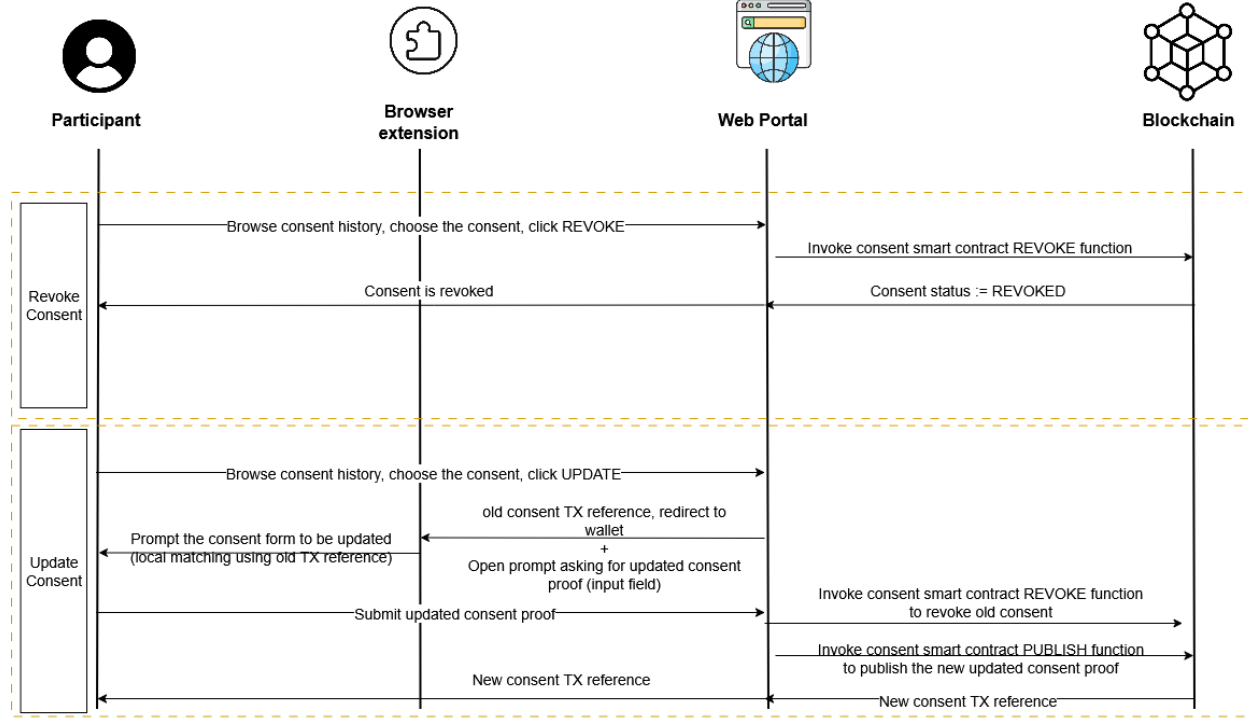 Participant
Browser
extension
Web Portal
Blockchain
Browse consent history, choose the consent, click REVOKE
Invoke consent smart contract REVOKE function
Revoke
Consent
Consent is revoked
Consent status := REVOKED
Browse consent history, choose the consent, click UPDATE
old consent TX reference, redirect to
wallet
+
Open prompt asking for updated consent
proof (input field)
Prompt the consent form to be updated
(local matching using old TX reference)
Update
Consent
Submit updated consent proof
Invoke consent smart contract REVOKE function
to revoke old consent
Invoke consent smart contract PUBLISH function
to publish the new updated consent proof
New consent TX reference
New consent TX reference